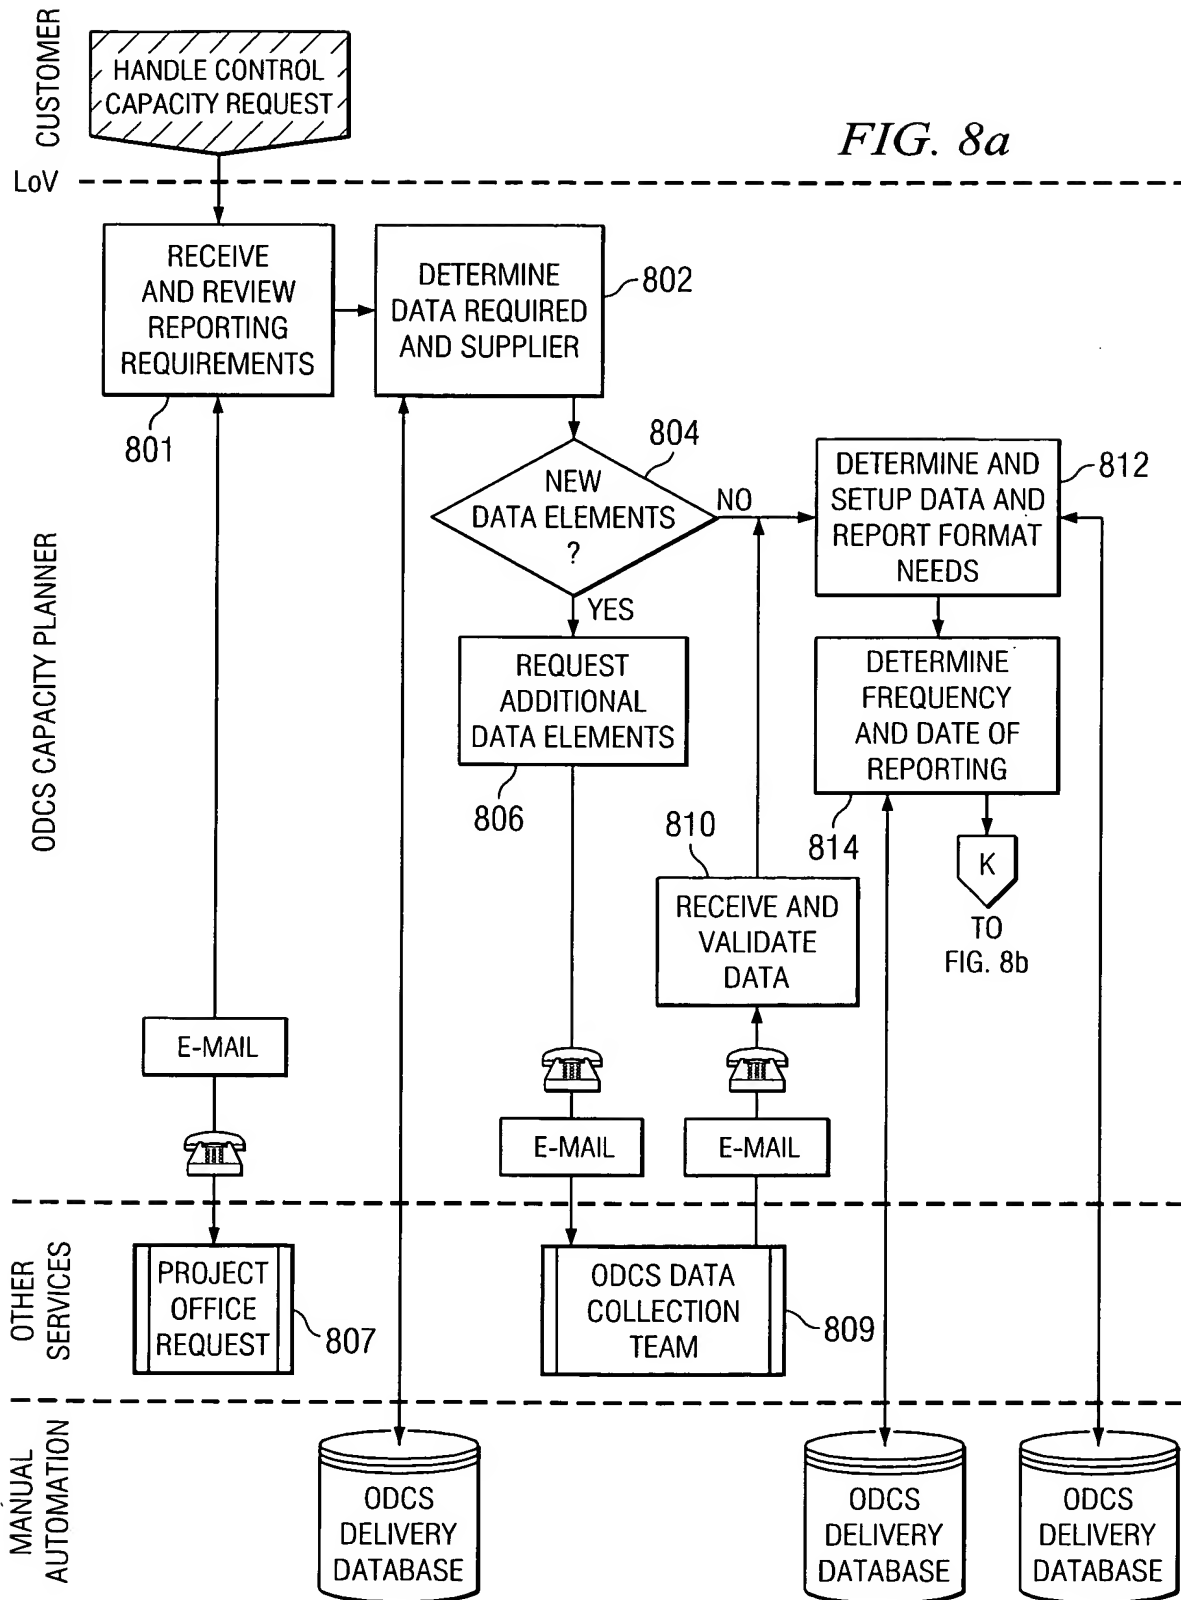 CUSTOMER
HANDLE CONTROL
CAPACITY REQUEST
FIG. 8a
LoV
ODCS CAPACITY PLANNER
RECEIVE
AND REVIEW
REPORTING
REQUIREMENTS
801
DETERMINE
DATA REQUIRED
AND SUPPLIER
802
NEW
DATA ELEMENTS
?
804
NO
YES
DETERMINE AND
SETUP DATA AND
REPORT FORMAT
NEEDS
812
REQUEST
ADDITIONAL
DATA ELEMENTS
806
DETERMINE
FREQUENCY
AND DATE OF
REPORTING
814
K
TO
FIG. 8b
810
RECEIVE AND
VALIDATE
DATA
E-MAIL
E-MAIL
E-MAIL
OTHER
SERVICES
PROJECT
OFFICE
REQUEST
807
ODCS DATA
COLLECTION
TEAM
809
MANUAL
AUTOMATION
ODCS
DELIVERY
DATABASE
ODCS
DELIVERY
DATABASE
ODCS
DELIVERY
DATABASE